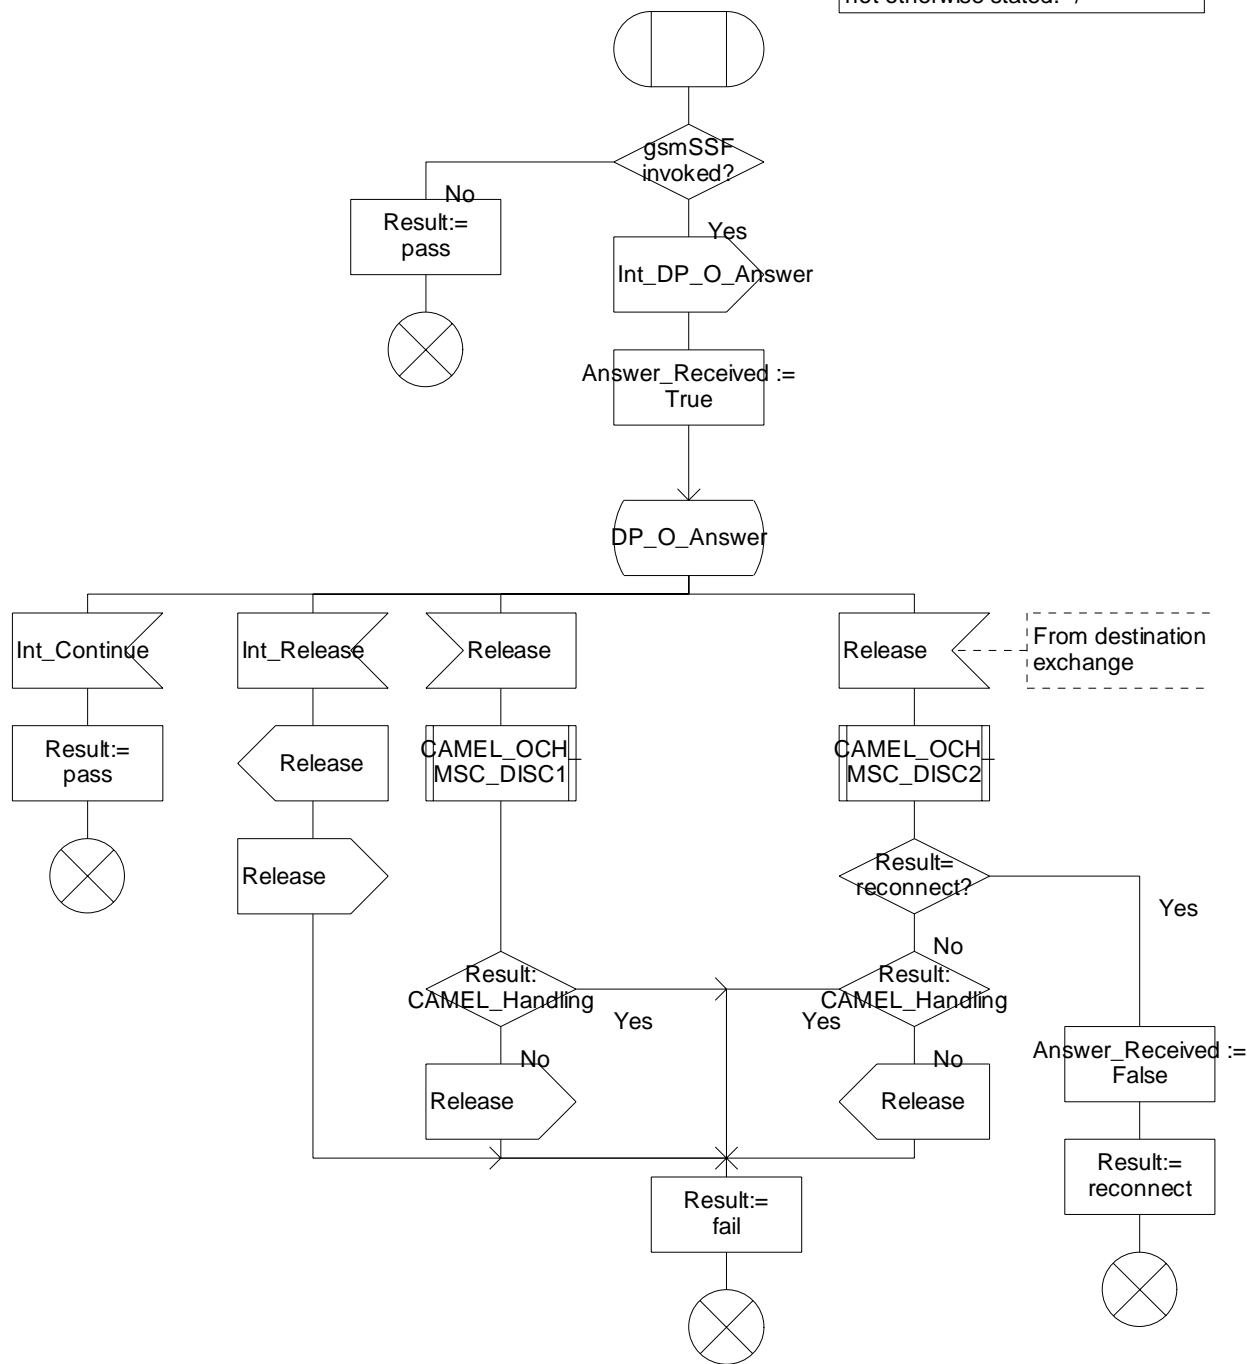 not otherwise stated. */
gsmSSF
invoked?
No
Yes
Result:=
pass
Int_DP_O_Answer
Answer_Received :=
True
DP_O_Answer
Int_Continue
Int_Release
Release
Release
From destination
exchange
Result:=
pass
Release
CAMEL_OCH_
MSC_DISC1
CAMEL_OCH_
MSC_DISC2
Release
Result=
reconnect?
Yes
No
Result:
CAMEL_Handling
Yes
Result:
CAMEL_Handling
Yes
No
Release
No
Release
Answer_Received :=
False
Result:=
reconnect
Result:=
fail